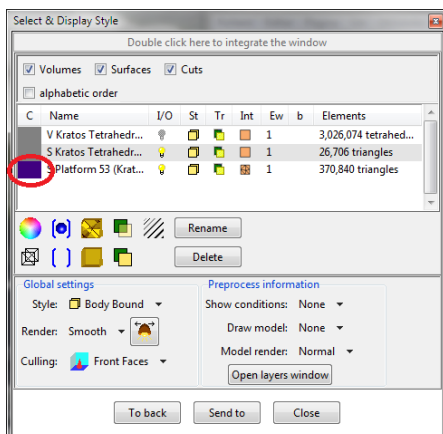 Select & Display Style
Double click here to integrate the window
Volumes Surfaces Cuts
alphabetic order
C Name I/O St Tr Int Ew b Elements
V Kratos Tetrahedr... 1 3,026,074 tetrahed...
S Kratos Tetrahedr... 1 26,706 triangles
S Platform 53 (Krat... 1 370,840 triangles
Rename
Delete
Global settings Preprocess information
Style: Body Bound Show conditions: None
Render: Smooth Draw model: None
Culling: Front Faces Model render: Normal
Open layers window
To back Send to Close